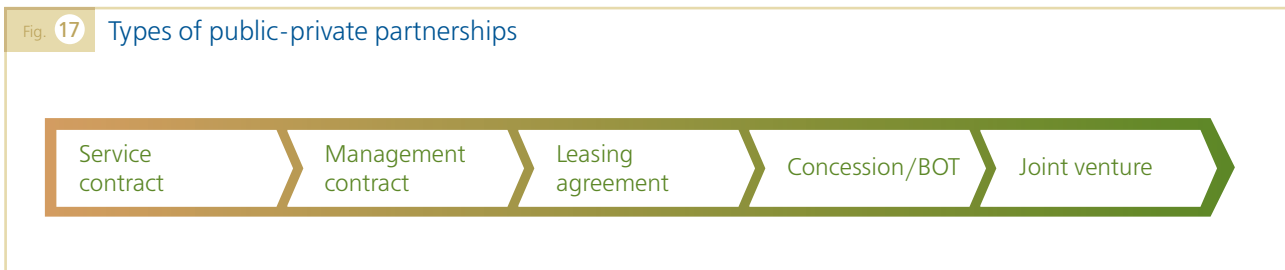 Fig. 17 Types of public-private partnerships
Service
contract
Management
contract
Leasing
agreement
Concession/BOT
Joint venture